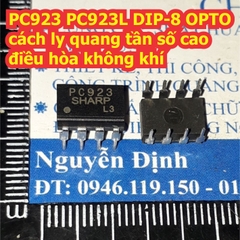 PC923 PC923L DIP-8 OPTO
cách ly quang tần số cao
điều hòa không khí
PC923
SHARP
L3
Nguyễn Định
ĐT: 0946.119.150 - 01